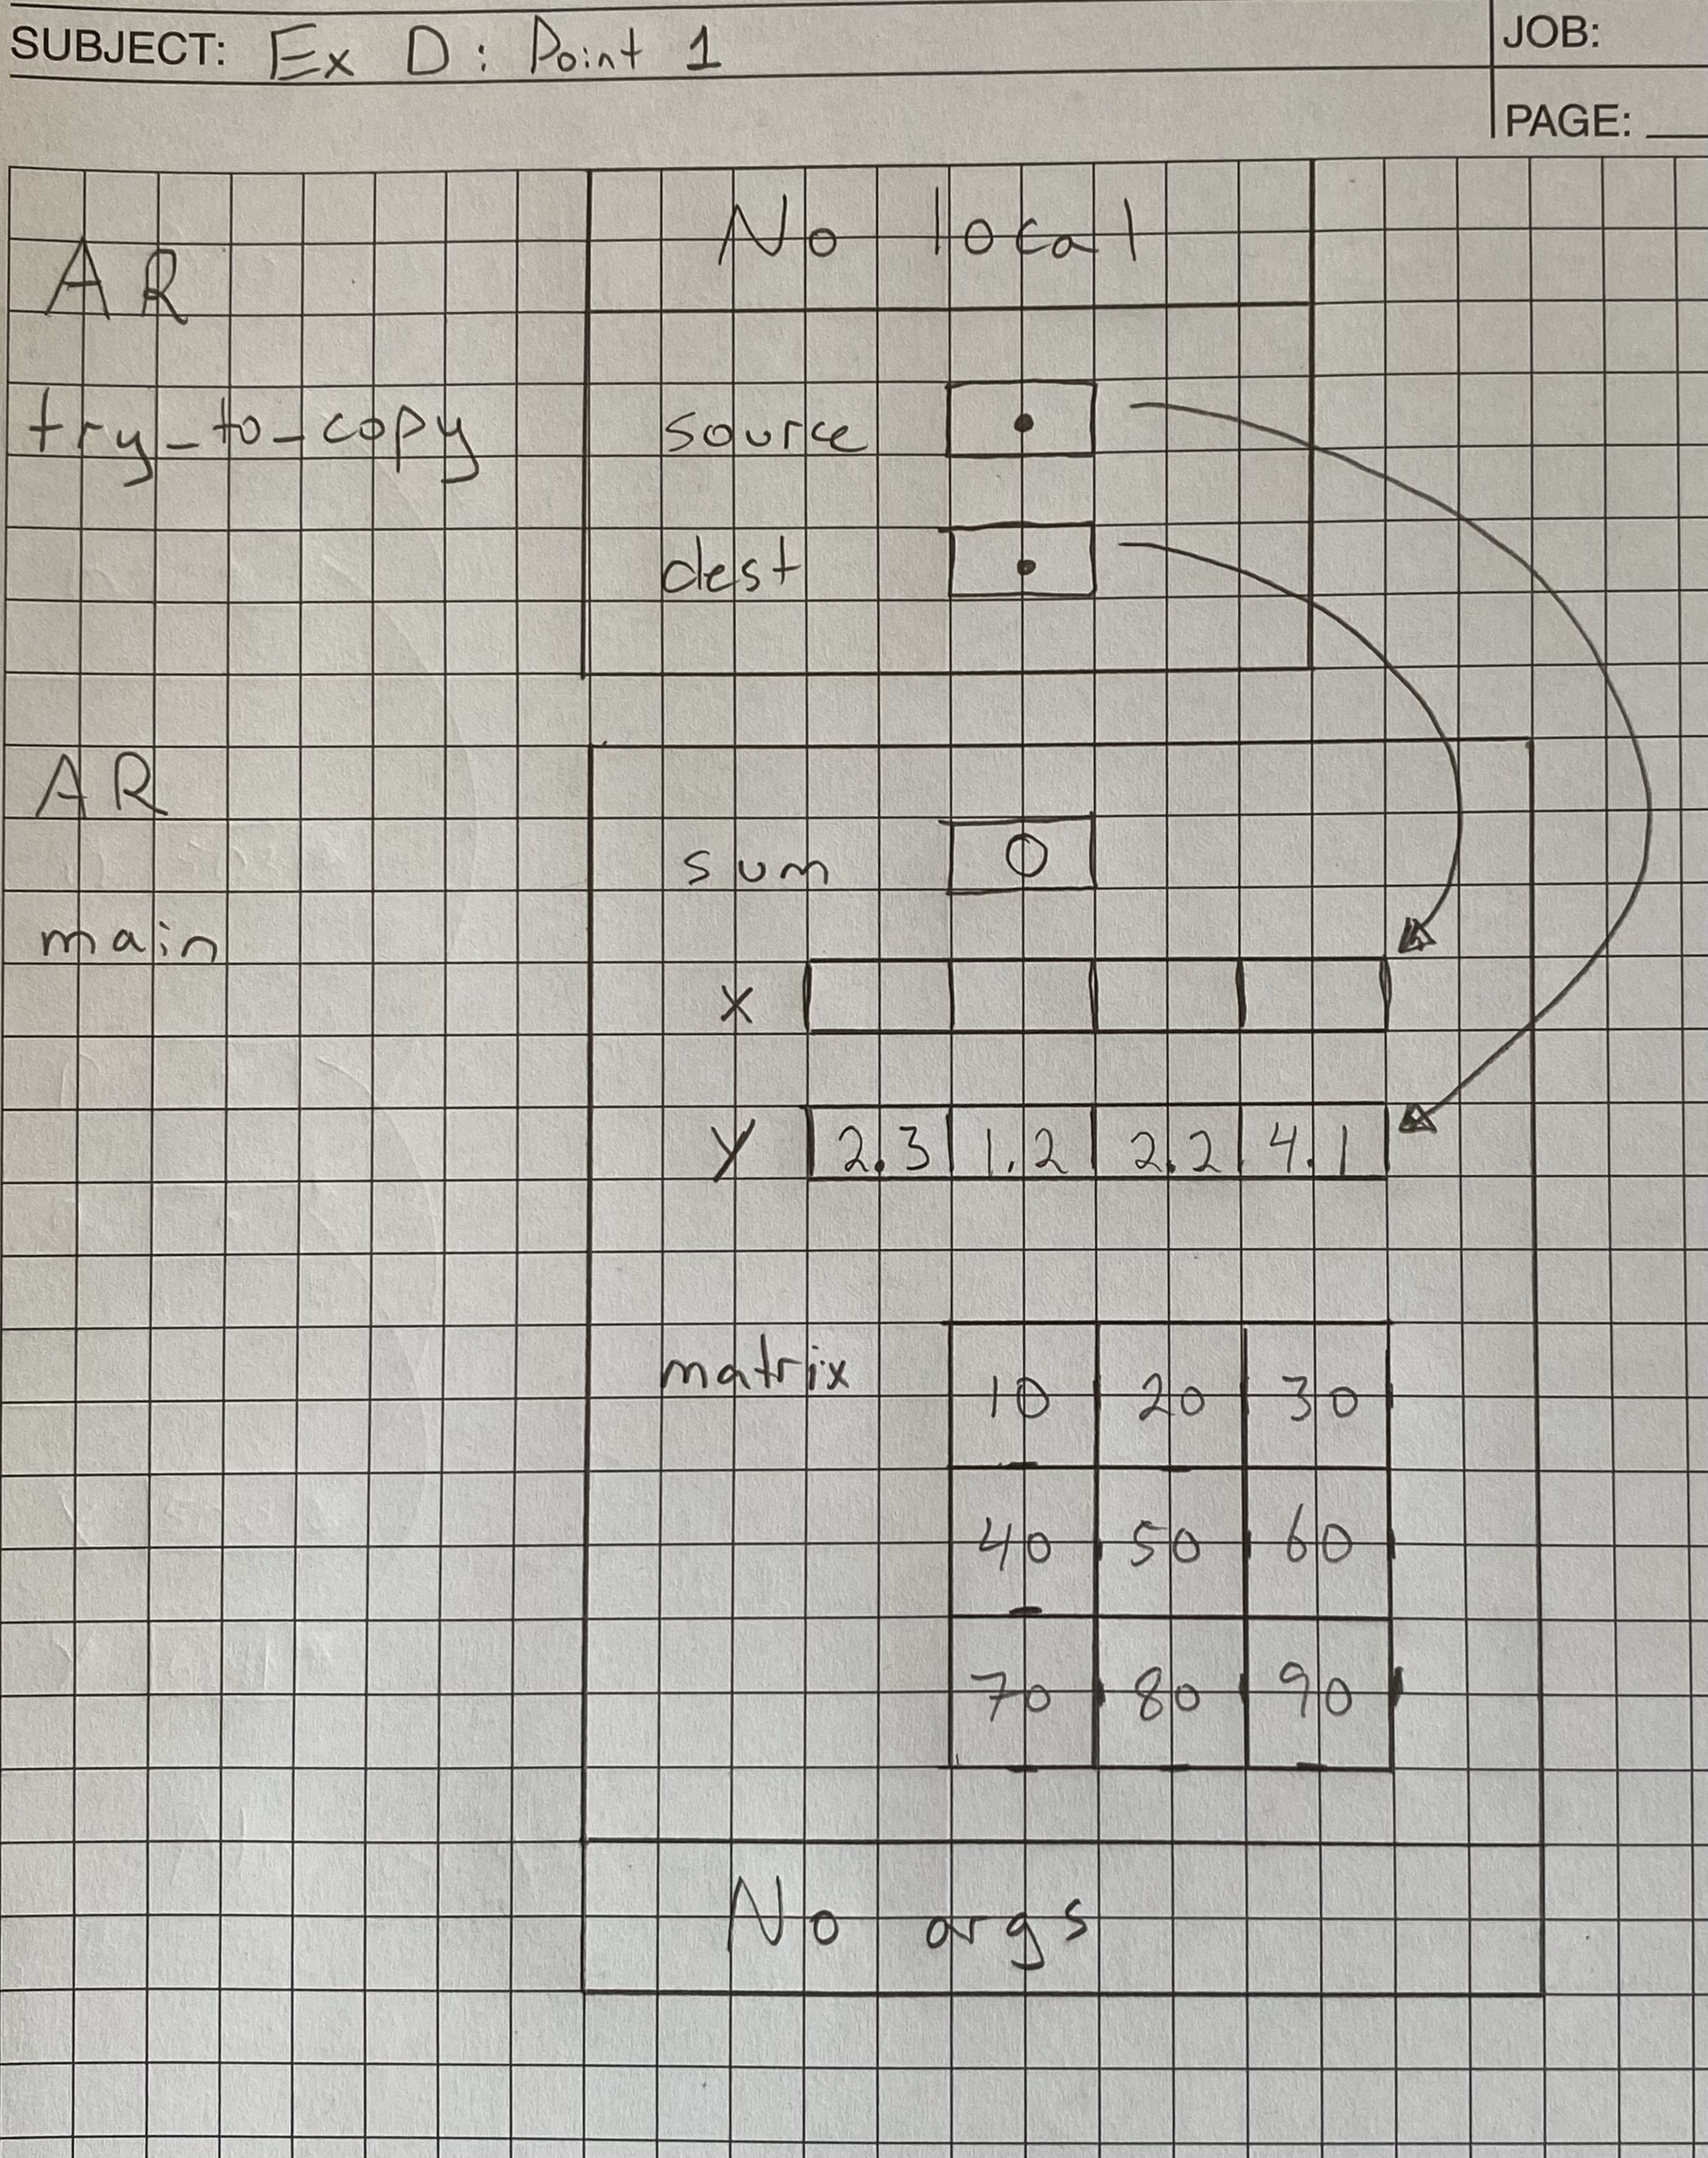 SUBJECT: Ex D: Point 1
JOB:
PAGE:
No local
AR
try_to_copy
source
dest
AR
main
sum 0
x
y 2.3 1.2 2.2 4.1
matrix 10 20 30
40 50 60
70 80 90
No args